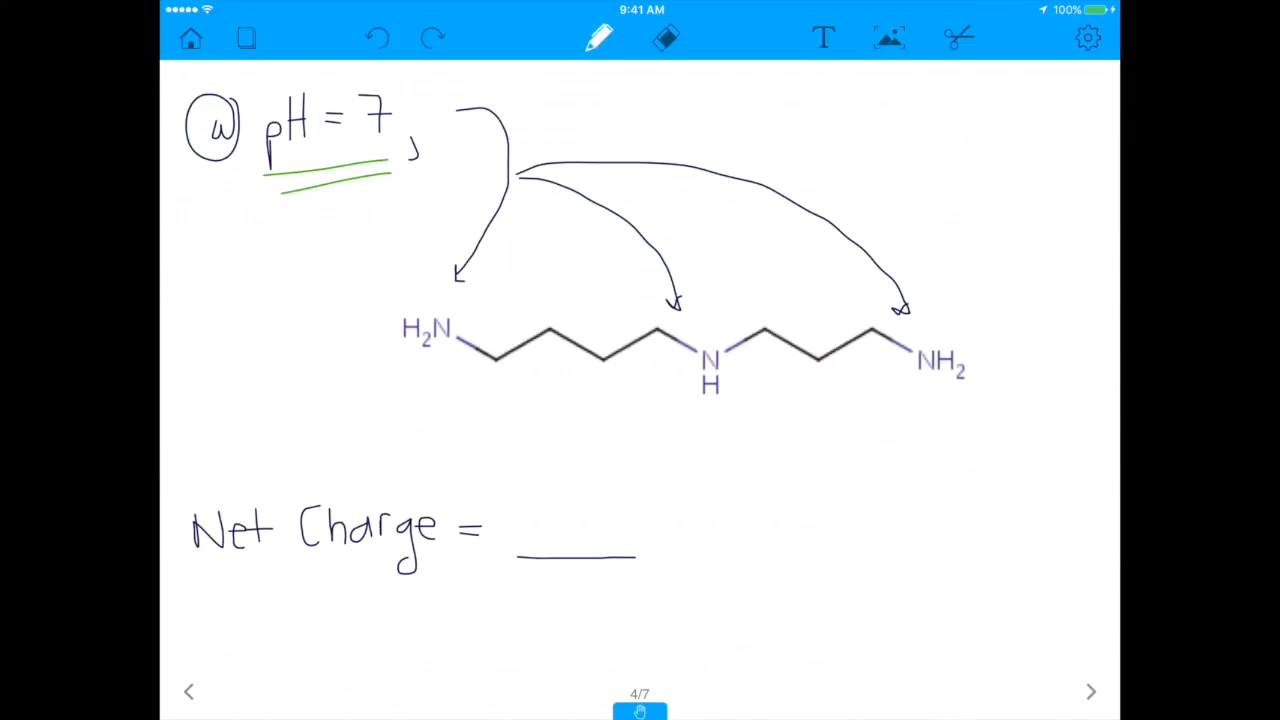 9:41 AM
100%
T
@ pH = 7,
H2N
N
H
NH2
Net Charge =
4/7